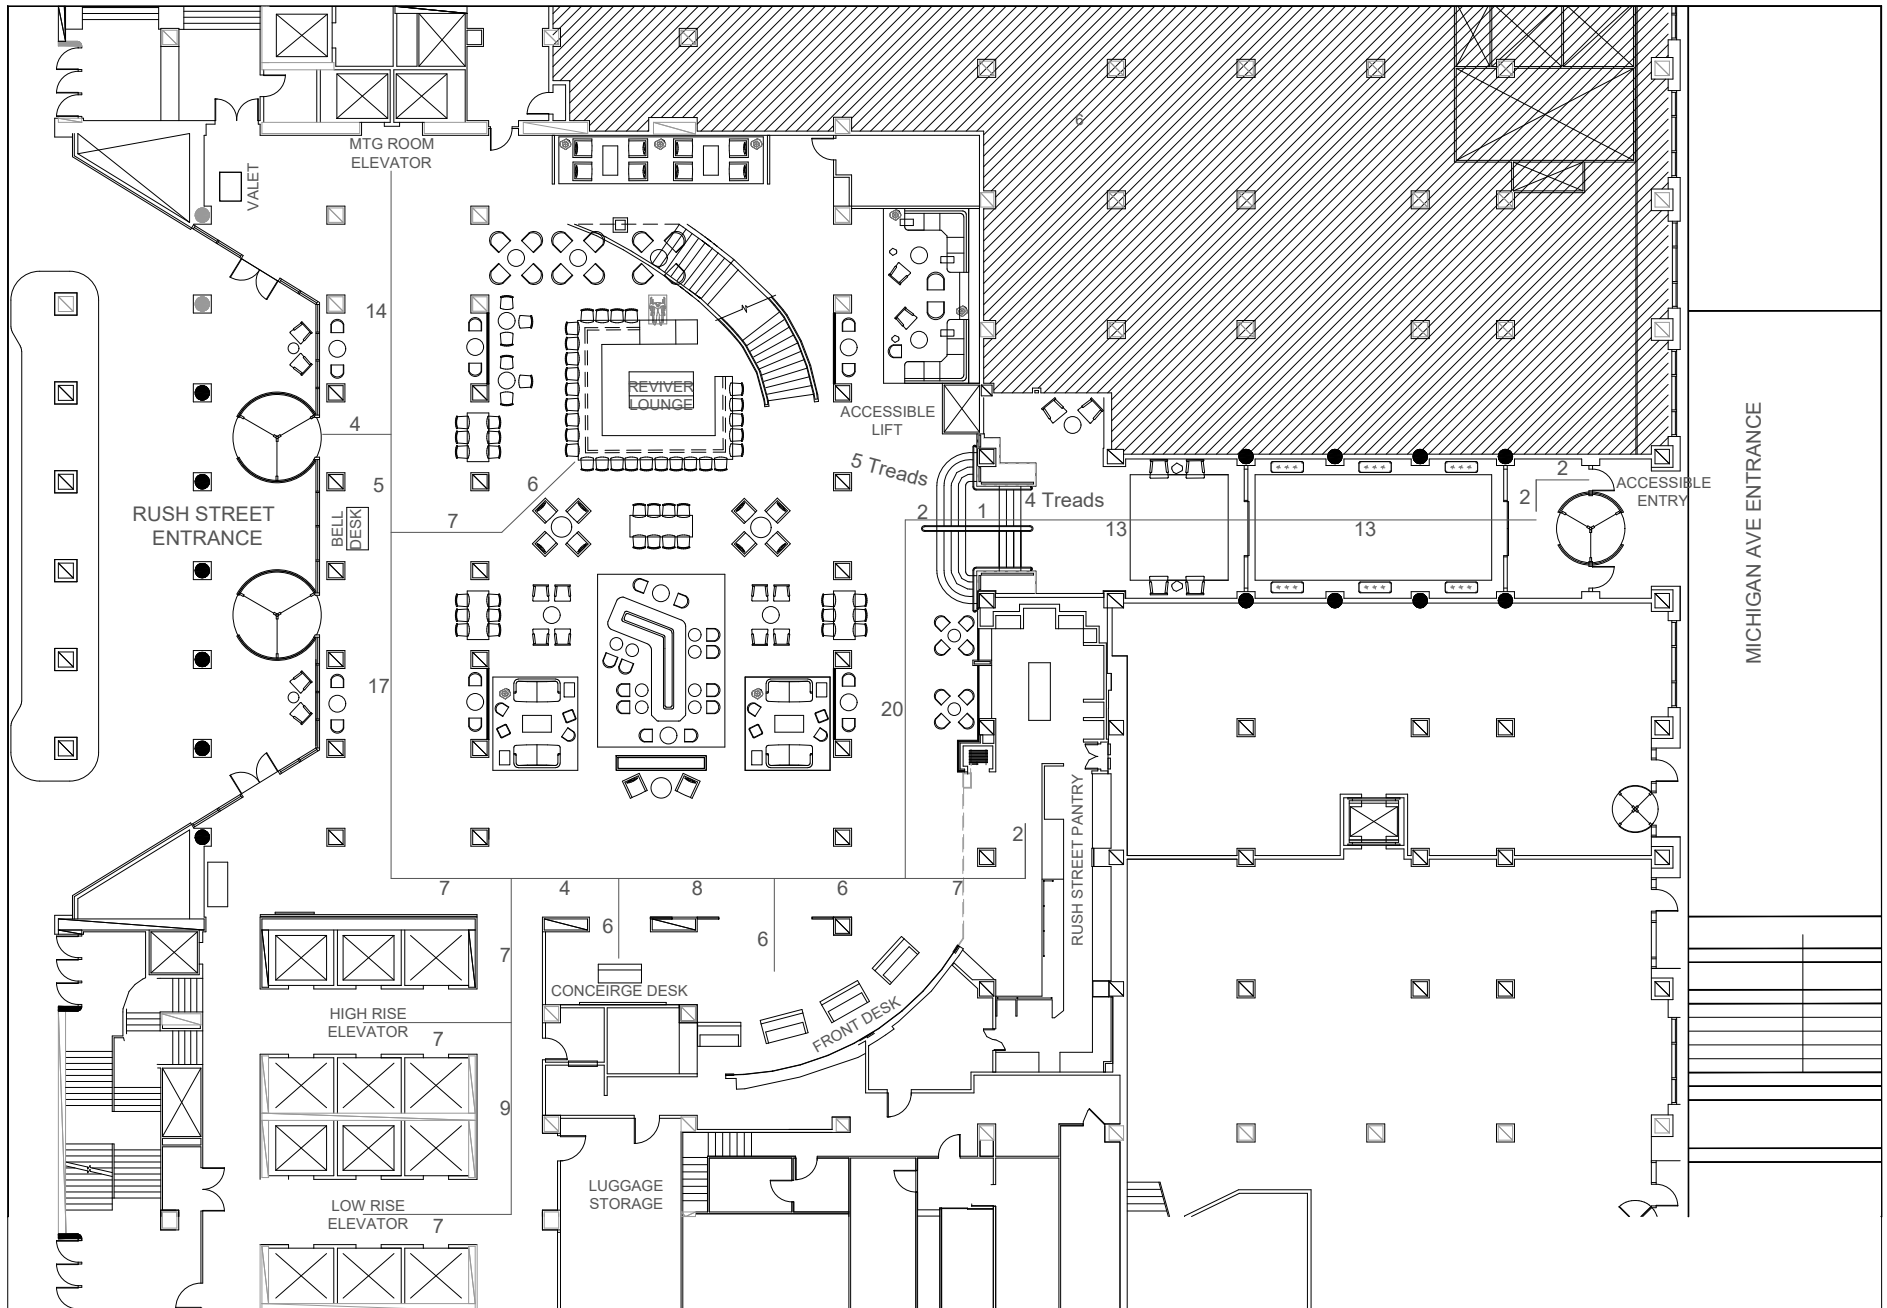 6
MTG ROOM
ELEVATOR
VALET
14
REVIVER
LOUNGE
ACCESSIBLE
LIFT
4
5 Treads
5
6
7
RUSH STREET
ENTRANCE
BELL
DESK
2
1
4 Treads
13
13
2
2
ACCESSIBLE
ENTRY
MICHIGAN AVE ENTRANCE
17
20
2
RUSH STREET PANTRY
7
4
8
6
7
6
6
7
CONCEIRGE DESK
FRONT DESK
HIGH RISE
ELEVATOR
7
9
LUGGAGE
STORAGE
LOW RISE
ELEVATOR
7